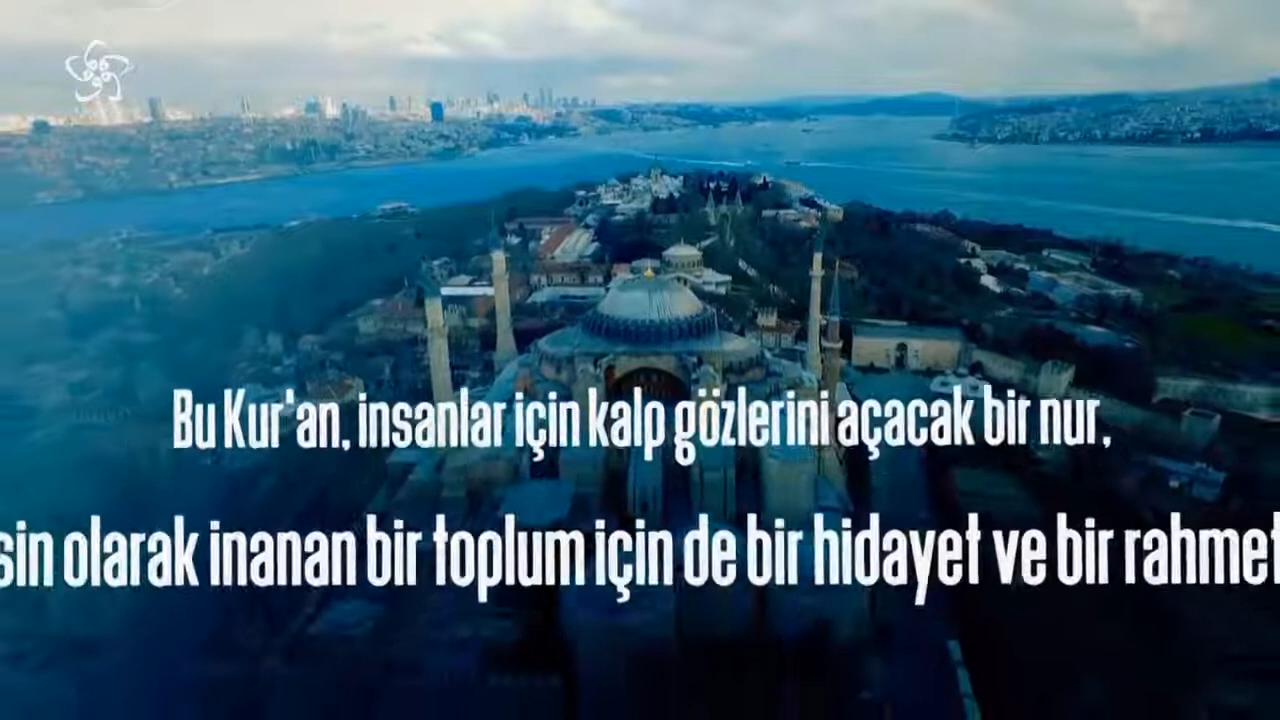 Bu Kur'an, insanlar için kalp gözlerini açacak bir nur,
olarak inanan bir toplum için de bir hidayet ve bir rahmet